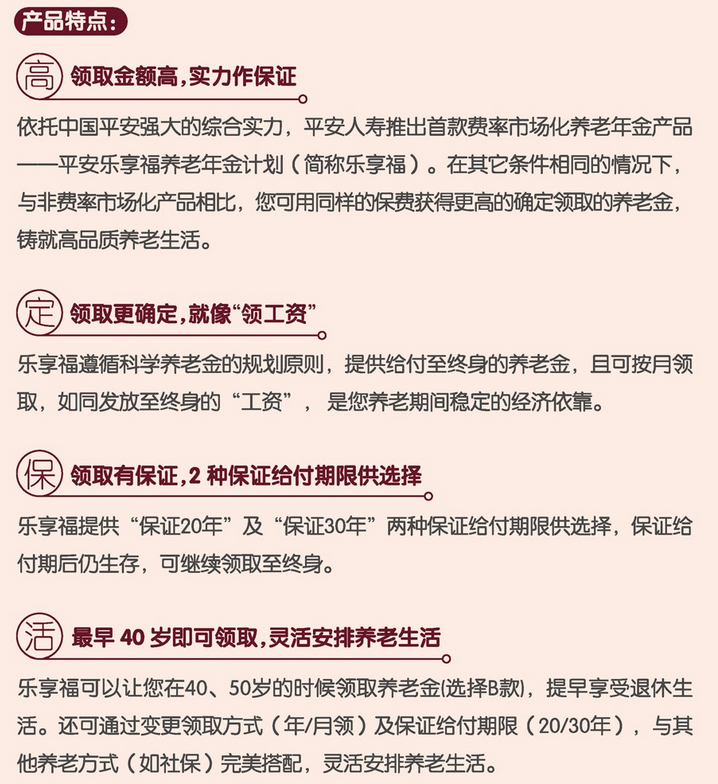 产品特点：
高 领取金额高，实力作保证
依托中国平安强大的综合实力，平安人寿推出首款费率市场化养老年金产品
——平安乐享福养老年金计划（简称乐享福）。在其它条件相同的情况下，
与非费率市场化产品相比，您可用同样的保费获得更高的确定领取的养老金，
铸就高品质养老生活。
定 领取更确定，就像“领工资”
乐享福遵循科学养老金的规划原则，提供给付至终身的养老金，且可按月领
取，如同发放至终身的“工资”，是您养老期间稳定的经济依靠。
保 领取有保证，2 种保证给付期限供选择
乐享福提供“保证20年”及“保证30年”两种保证给付期限供选择，保证给
付期后仍生存，可继续领取至终身。
活 最早 40 岁即可领取，灵活安排养老生活
乐享福可以让您在40、50岁的时候领取养老金(选择B款)，提早享受退休生
活。还可通过变更领取方式（年/月领）及保证给付期限（20/30年），与其
他养老方式（如社保）完美搭配，灵活安排养老生活。